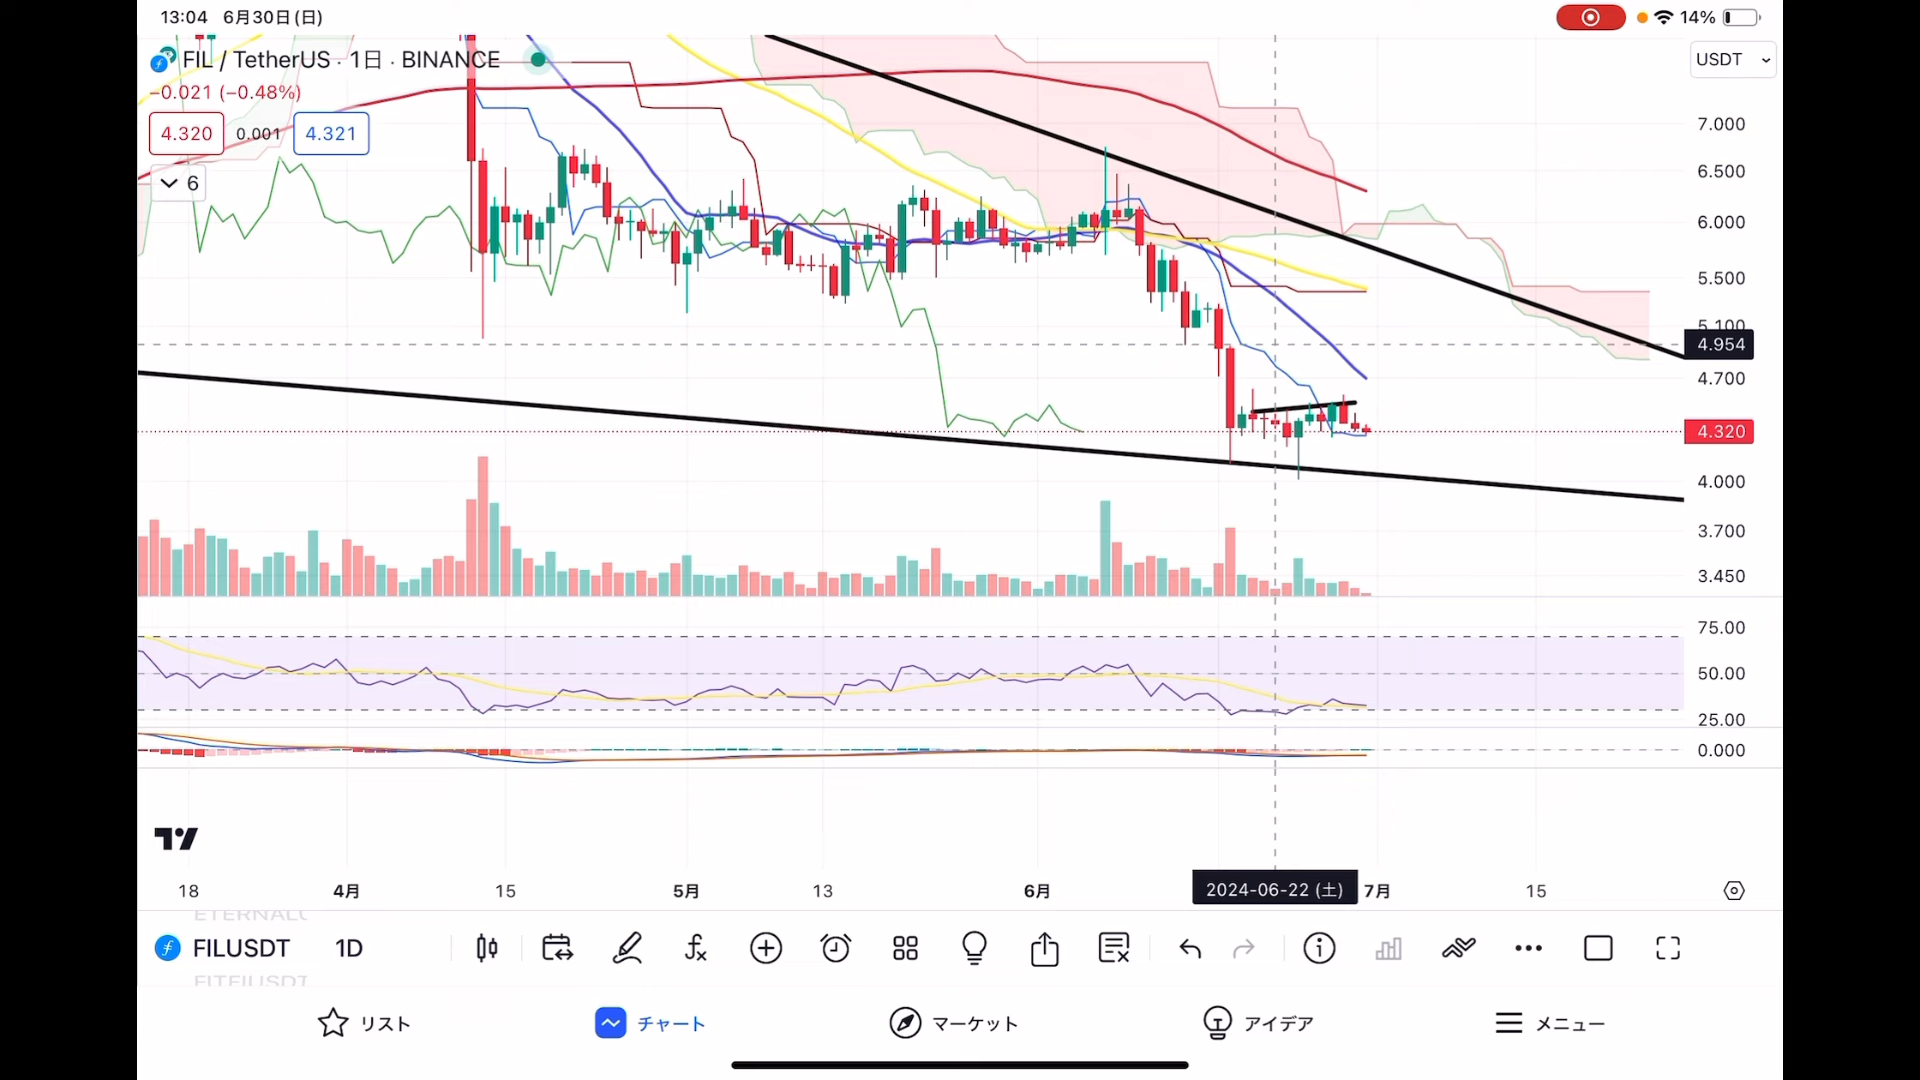 13:04 6月30日(日)
14%
FIL / TetherUS · 1日 · BINANCE
USDT
−0.021 (−0.48%)
4.320 0.001 4.321
6
7.000
6.500
6.000
5.500
5.100
4.954
4.700
4.320
4.000
3.700
3.450
75.00
50.00
25.00
0.000
18 4月 15 5月 13 6月 2024-06-22 (土) 7月 15
FILUSDT 1D
リスト チャート マーケット アイデア メニュー